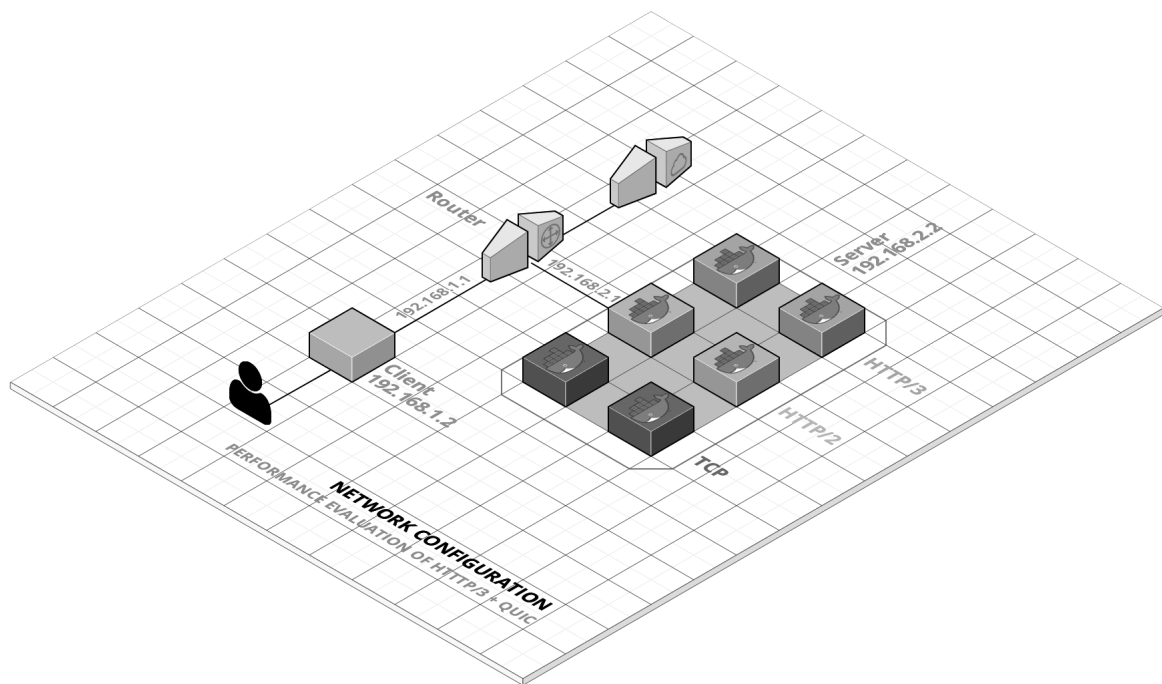 Router
192.168.1.1
192.168.2.1
Server
192.168.2.2
Client
192.168.1.2
HTTP/3
HTTP/2
TCP
NETWORK CONFIGURATION
PERFORMANCE EVALUATION OF HTTP/3 + QUIC